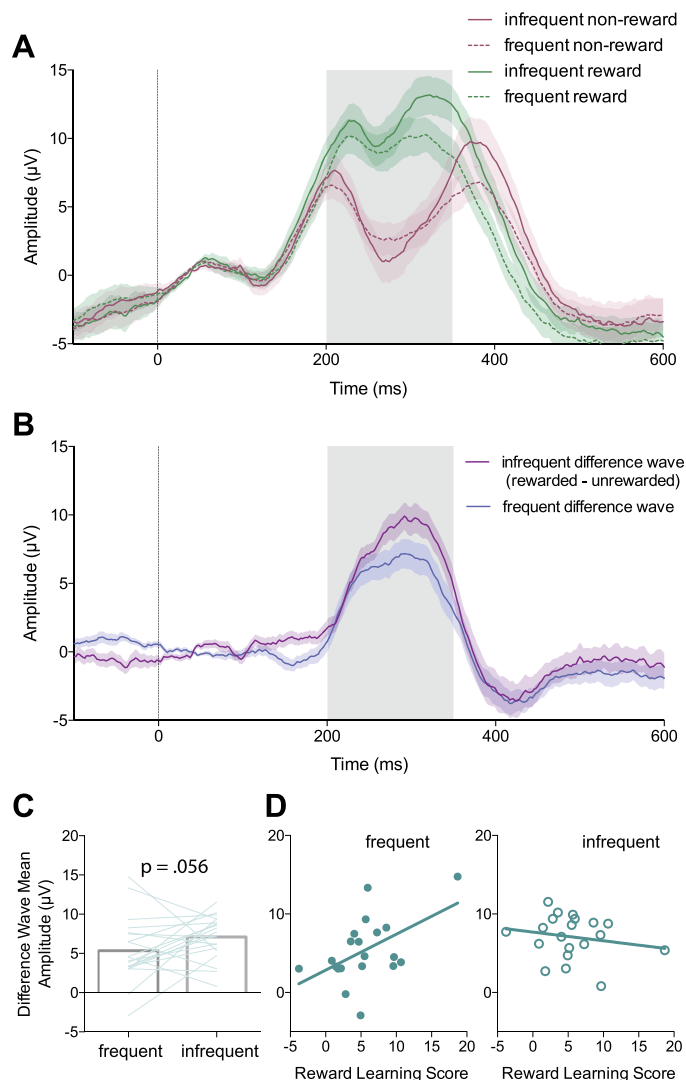 infrequent non-reward
frequent non-reward
infrequent reward
frequent reward
A
15
10
5
0
-5
Amplitude (µV)
0
200
400
600
Time (ms)
B
15
10
5
0
-5
Amplitude (µV)
infrequent difference wave
(rewarded - unrewarded)
frequent difference wave
0
200
400
600
Time (ms)
C
20
15
10
5
0
-5
Difference Wave Mean
Amplitude (µV)
p = .056
frequent
infrequent
D
20
10
0
frequent
-5
0
5
10
15
20
Reward Learning Score
20
10
0
infrequent
-5
0
5
10
15
20
Reward Learning Score